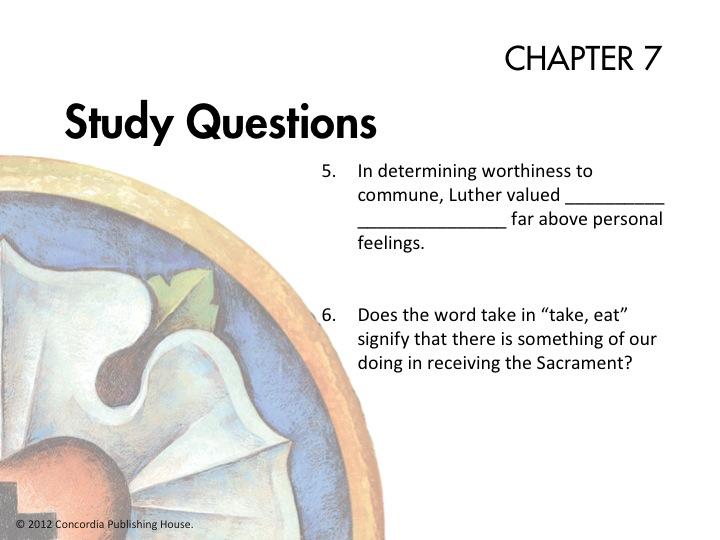 CHAPTER 7
Study Questions
5. In determining worthiness to
commune, Luther valued __________
_______________ far above personal
feelings.
6. Does the word take in “take, eat”
signify that there is something of our
doing in receiving the Sacrament?
© 2012 Concordia Publishing House.